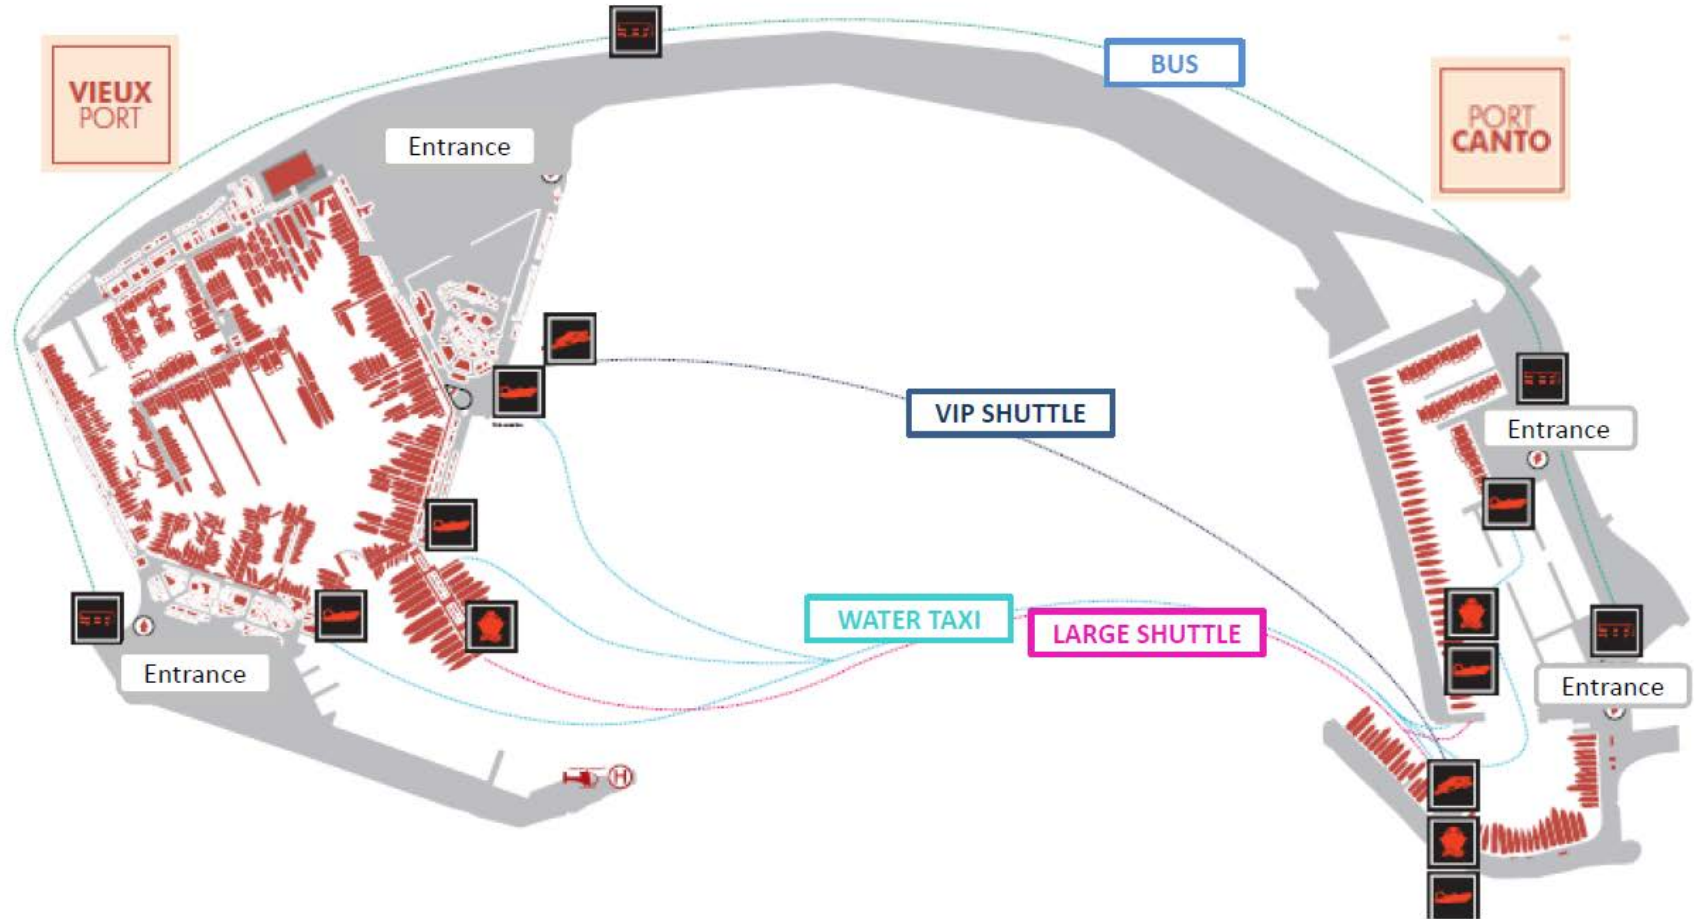 BUS
VIEUX
PORT
PORT
CANTO
Entrance
VIP SHUTTLE
Entrance
WATER TAXI
LARGE SHUTTLE
Entrance
Entrance
H